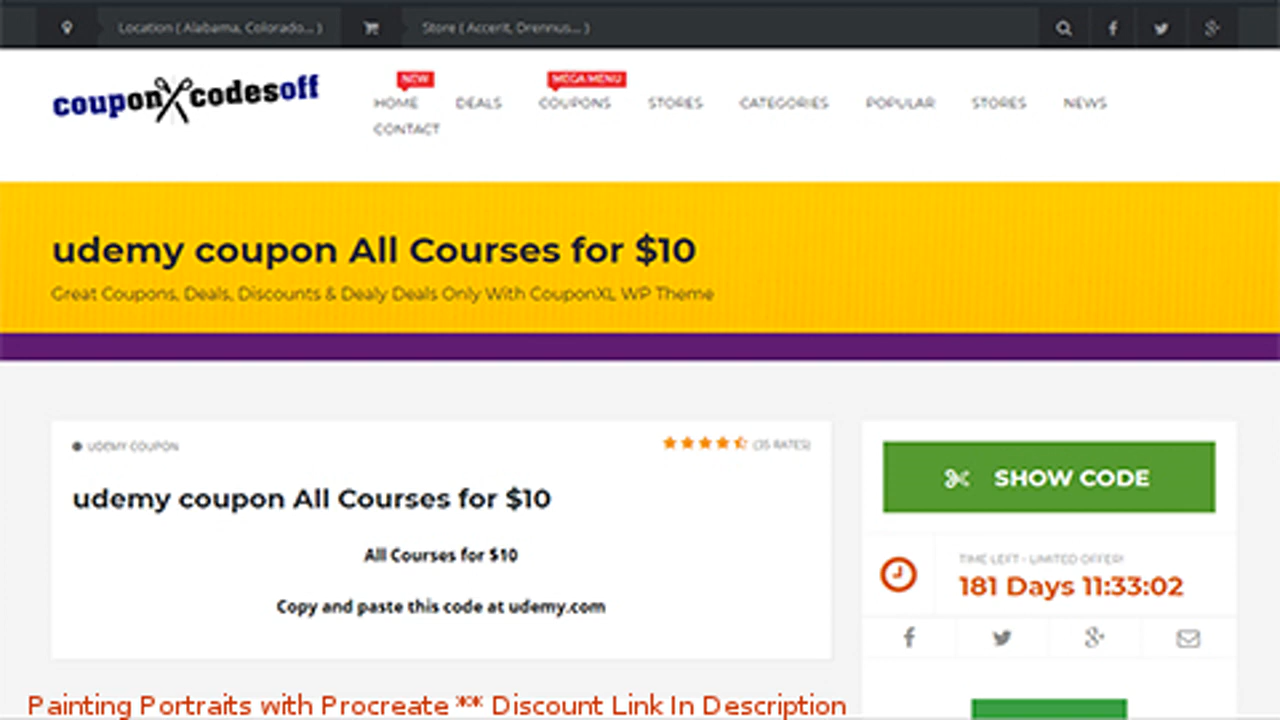 Location ( Alabama, Colorado... )
Store ( Accent, Drennus... )
couponXcodesoff
NEW
MEGA MENU
HOME DEALS COUPONS STORES CATEGORIES POPULAR STORES NEWS
CONTACT
udemy coupon All Courses for $10
Great Coupons, Deals, Discounts & Dealy Deals Only With CouponXL WP Theme
UDEMY COUPON
(35 RATES)
udemy coupon All Courses for $10
All Courses for $10
Copy and paste this code at udemy.com
SHOW CODE
TIME LEFT - LIMITED OFFER!
181 Days 11:33:02
Painting Portraits with Procreate ** Discount Link In Description